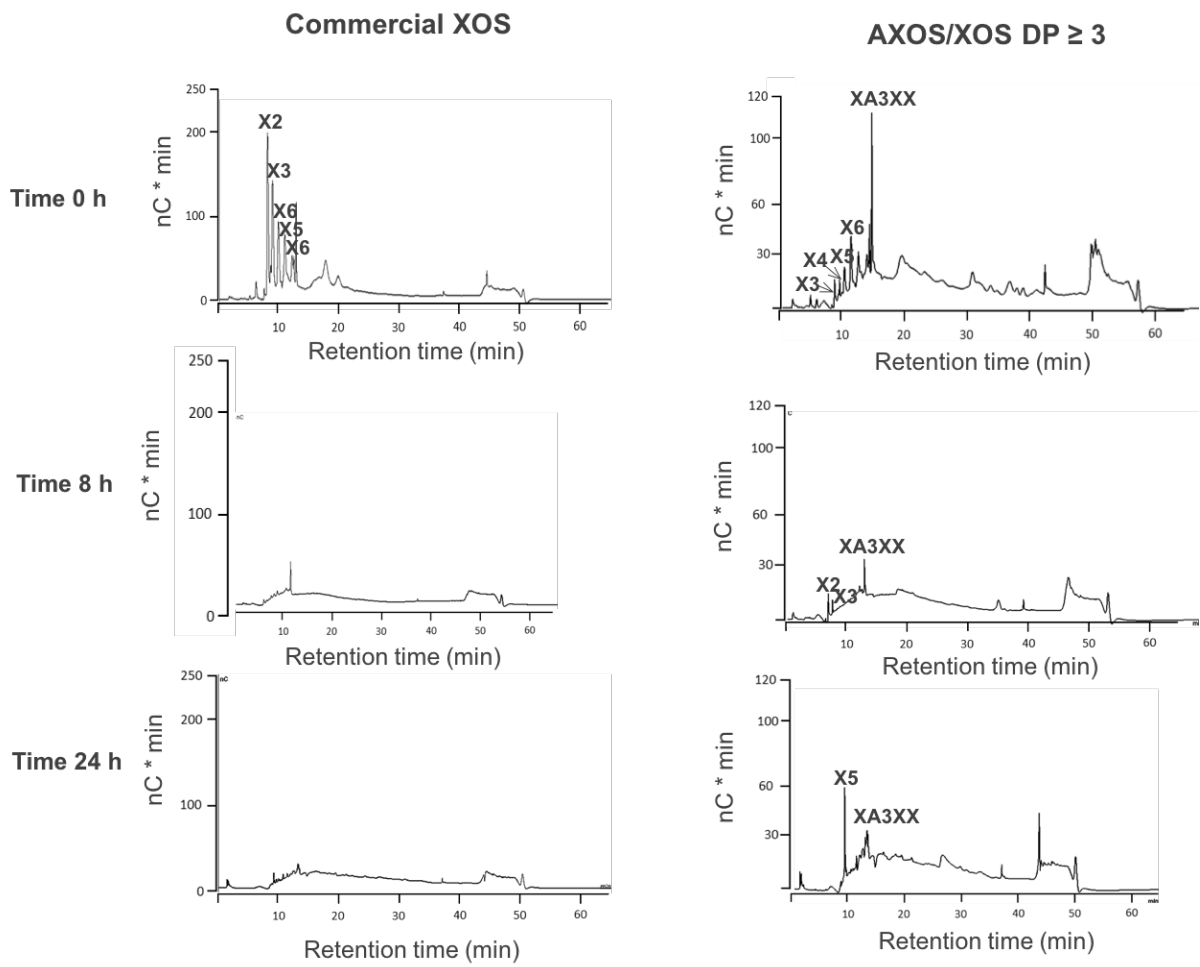 Commercial XOS
AXOS/XOS DP ≥ 3
Time 0 h
nC * min
250
200
100
0
X2
X3
X6
X5
X6
10 20 30 40 50 60
Retention time (min)
nC * min
120
100
60
30
XA3XX
X6
X4
X5
X3
10 20 30 40 50 60
Retention time (min)
Time 8 h
nC * min
250
200
100
0
nC
10 20 30 40 50 60
Retention time (min)
nC * min
120
100
60
30
C
XA3XX
X2
X3
10 20 30 40 50 60
min
Retention time (min)
Time 24 h
nC * min
250
200
100
0
nC
10 20 30 40 50 60
Retention time (min)
nC * min
120
100
60
30
X5
XA3XX
10 20 30 40 50 60
min
Retention time (min)